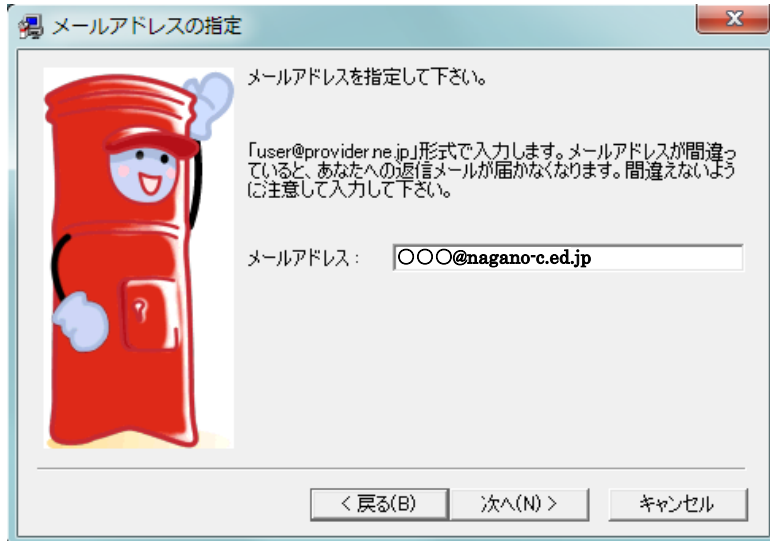 メールアドレスの指定
メールアドレスを指定して下さい。
「user@provider.ne.jp」形式で入力します。メールアドレスが間違っ
ていると、あなたへの返信メールが届かなくなります。間違えないよう
に注意して入力して下さい。
メールアドレス： 〇〇〇@nagano-c.ed.jp
< 戻る(B) 次へ(N) > キャンセル